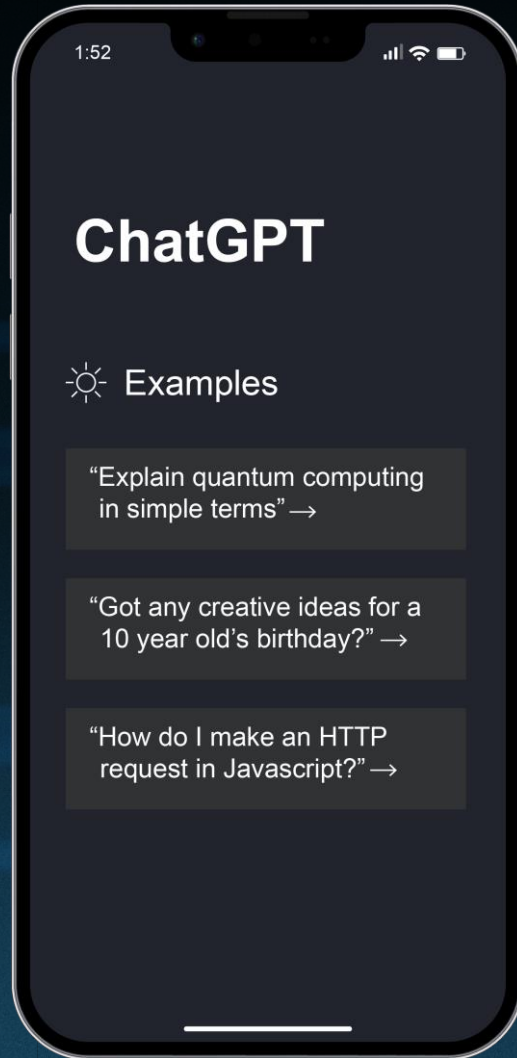 1:52
ChatGPT
Examples
“Explain quantum computing
in simple terms”→
“Got any creative ideas for a
10 year old’s birthday?”→
“How do I make an HTTP
request in Javascript?”→